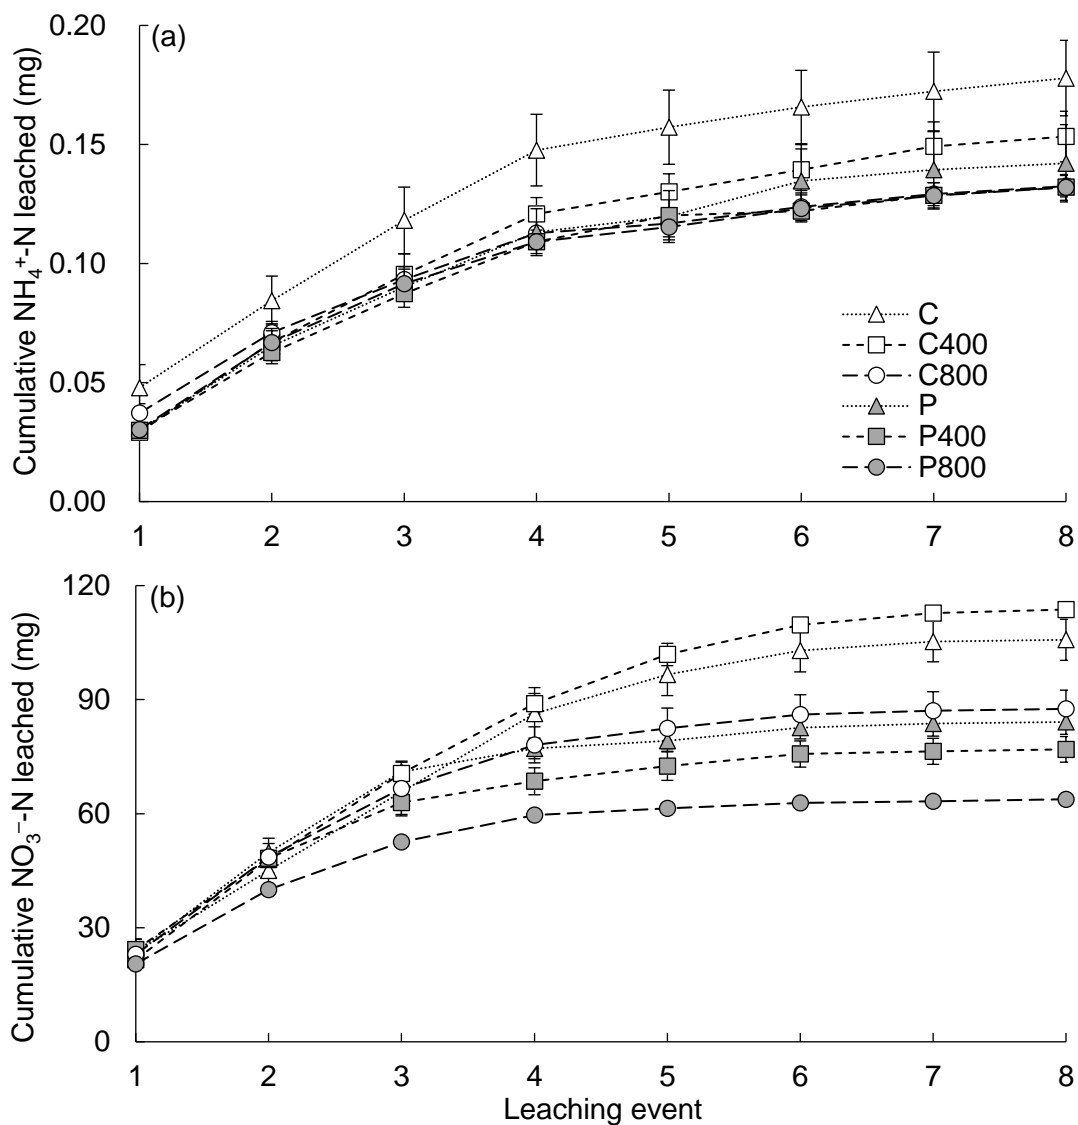 (a)
Cumulative NH₄⁺-N leached (mg)
0.20
0.15
0.10
0.05
0.00
C
C400
C800
P
P400
P800
1 2 3 4 5 6 7 8
(b)
Cumulative NO₃⁻-N leached (mg)
120
90
60
30
0
1 2 3 4 5 6 7 8
Leaching event